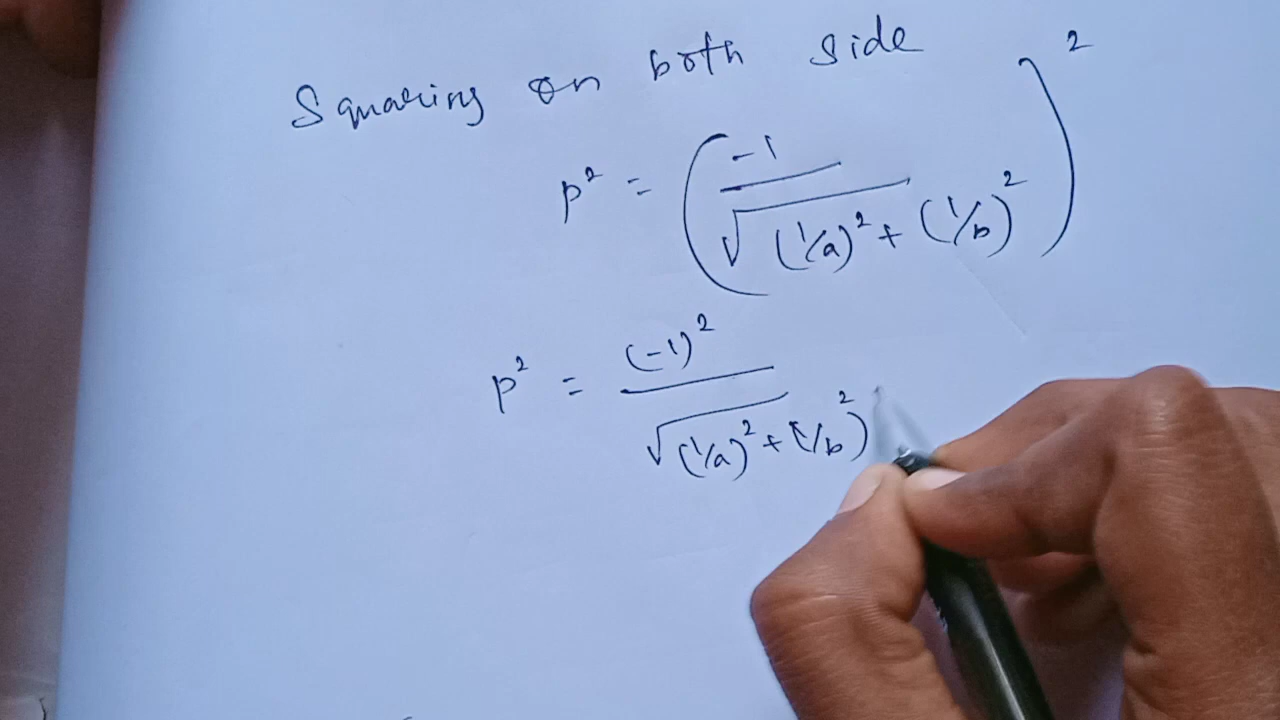 Squaring on both side
p² = (-1/√((1/a)² + (1/b)²))²
p² = (-1)²/√((1/a)² + (1/b)²)